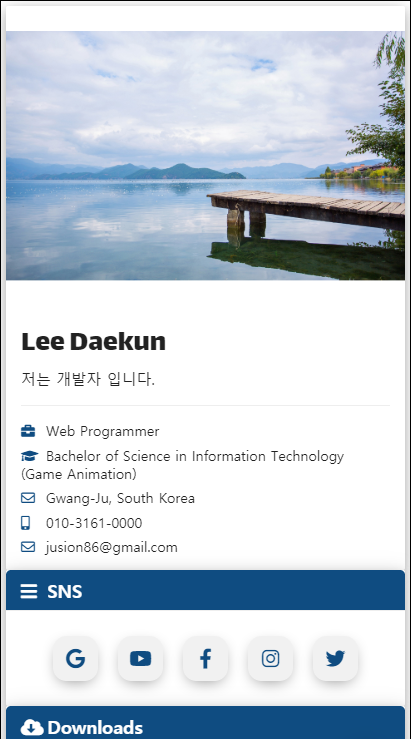 Lee Daekun
저는 개발자 입니다.
Web Programmer
Bachelor of Science in Information Technology
(Game Animation)
Gwang-Ju, South Korea
010-3161-0000
jusion86@gmail.com
SNS
Downloads